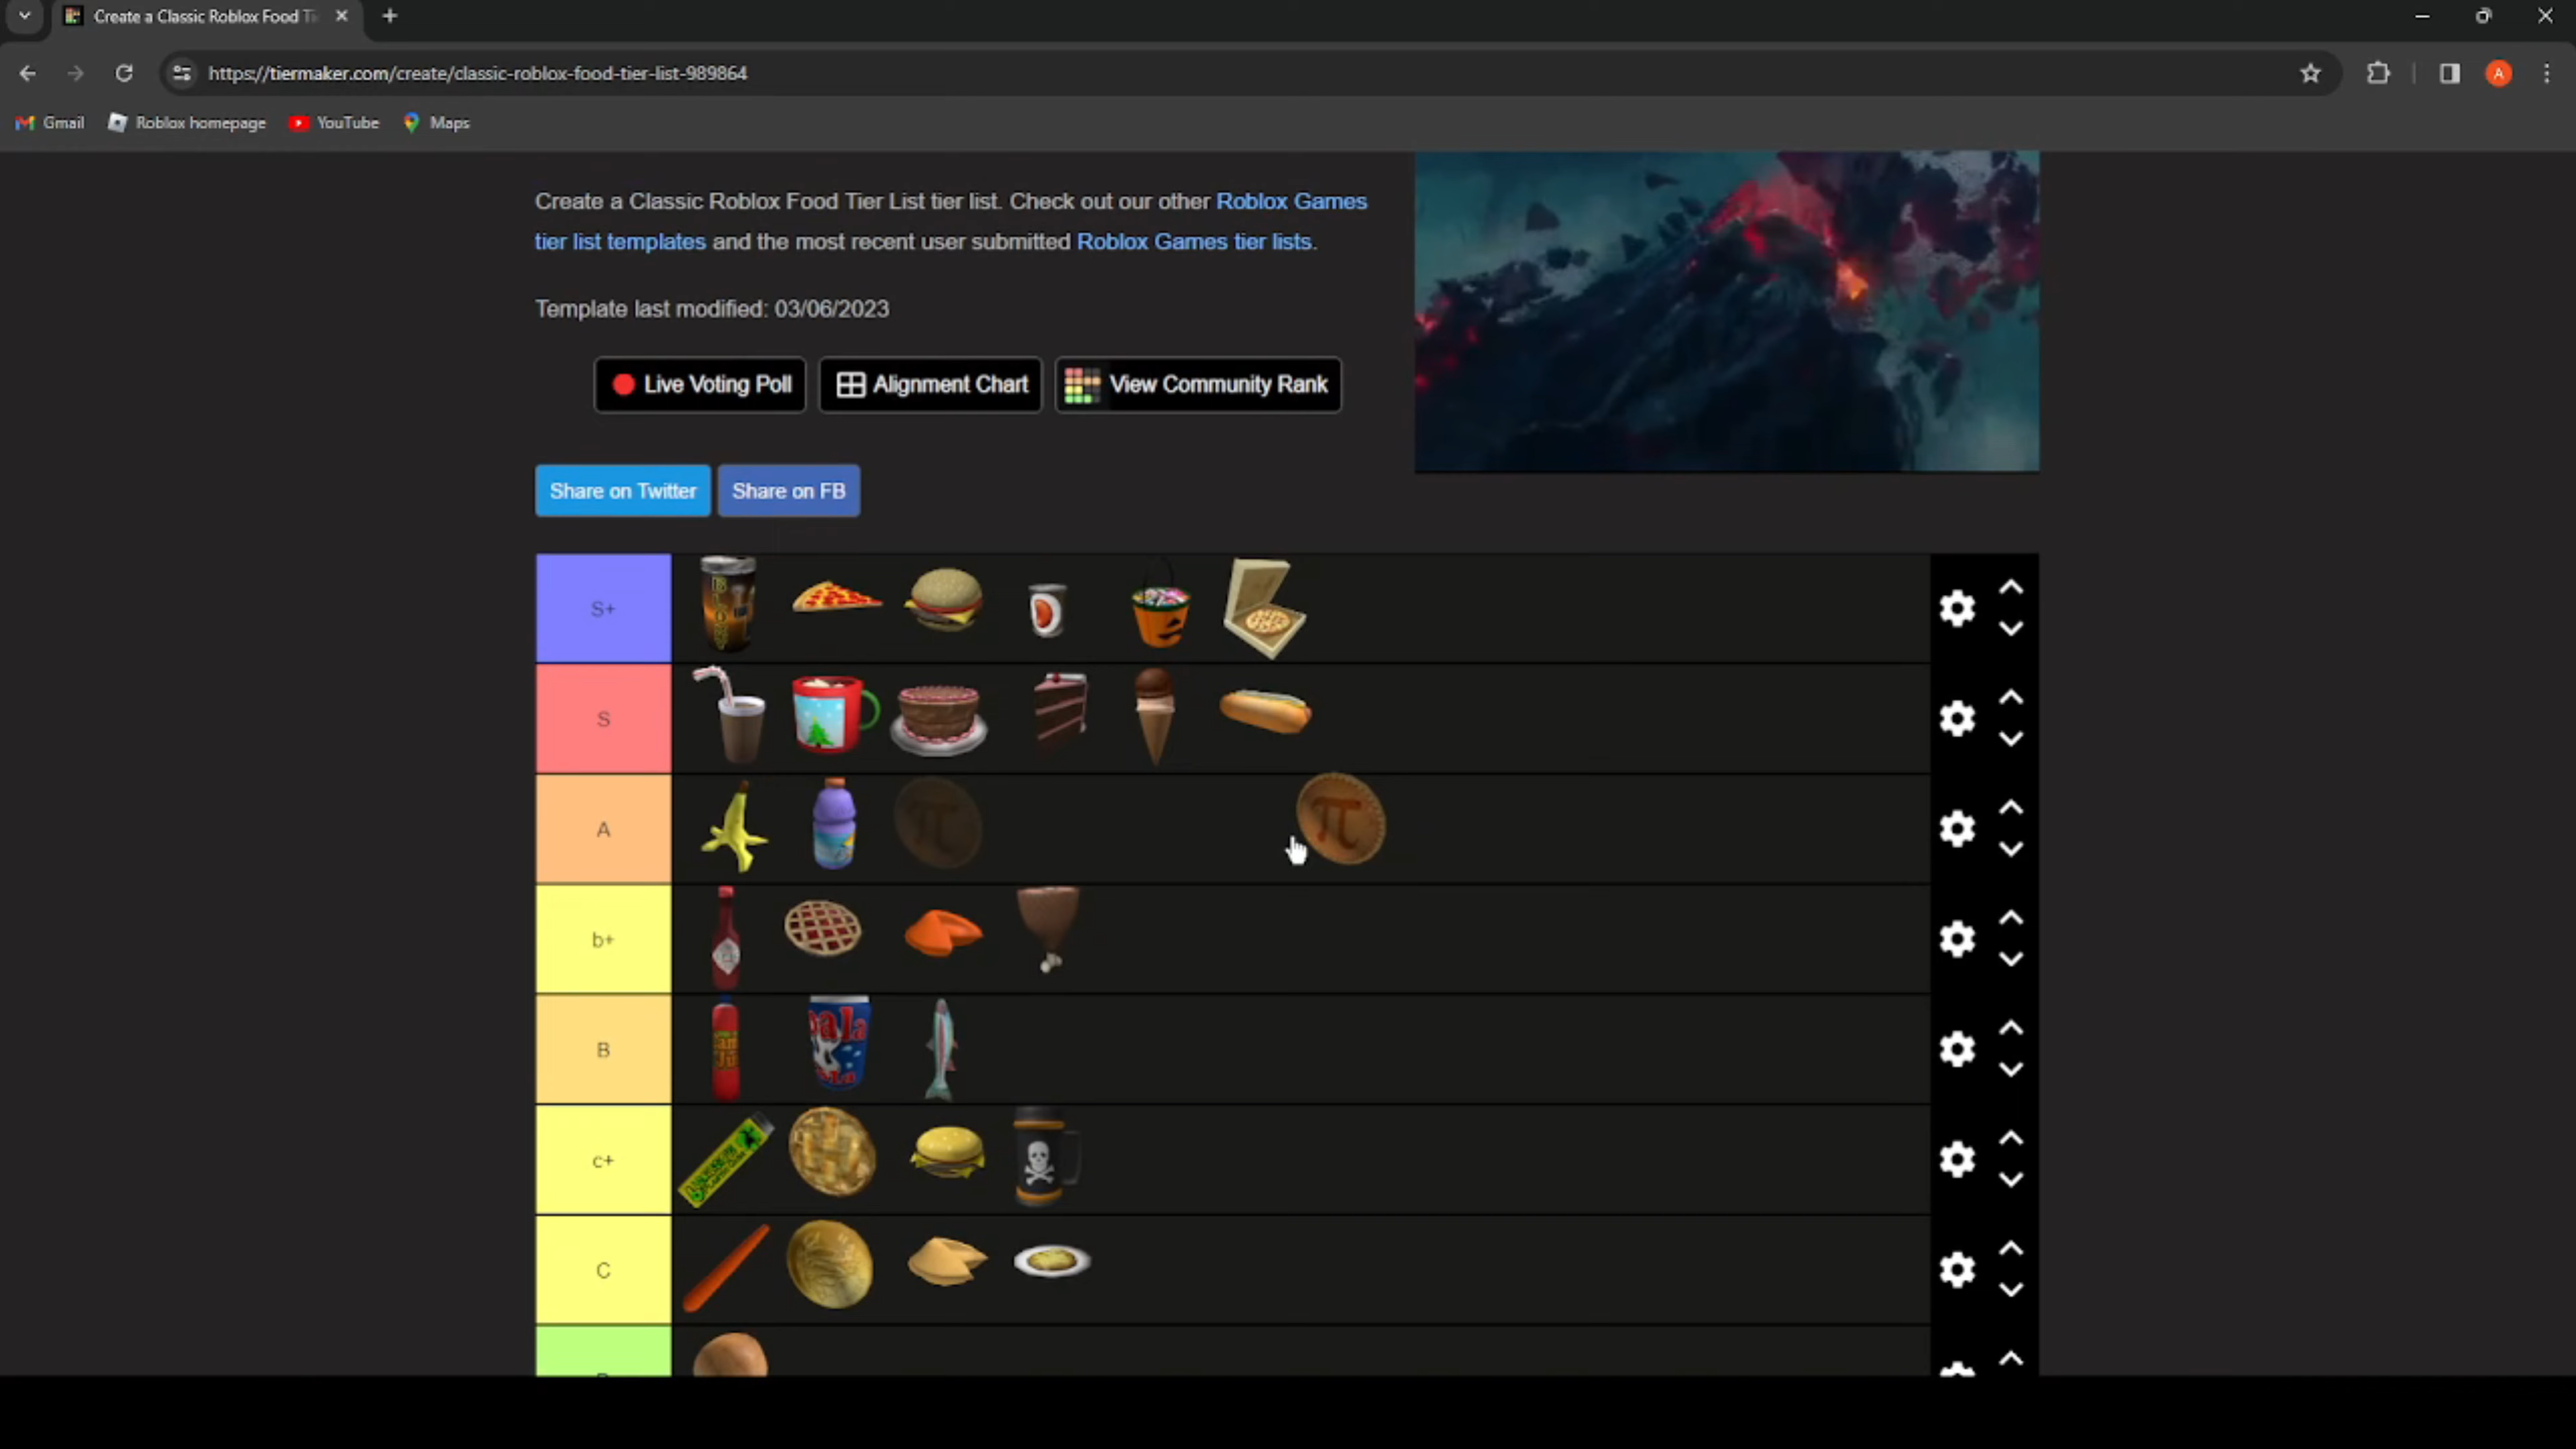 Create a Classic Roblox Food Ti
https://tiermaker.com/create/classic-roblox-food-tier-list-989864
A
Gmail
Roblox homepage
YouTube
Maps
Create a Classic Roblox Food Tier List tier list. Check out our other Roblox Games
tier list templates and the most recent user submitted Roblox Games tier lists.
Template last modified: 03/06/2023
Live Voting Poll
Alignment Chart
View Community Rank
Share on Twitter
Share on FB
S+
S
A
π
π
b+
B
c+
C